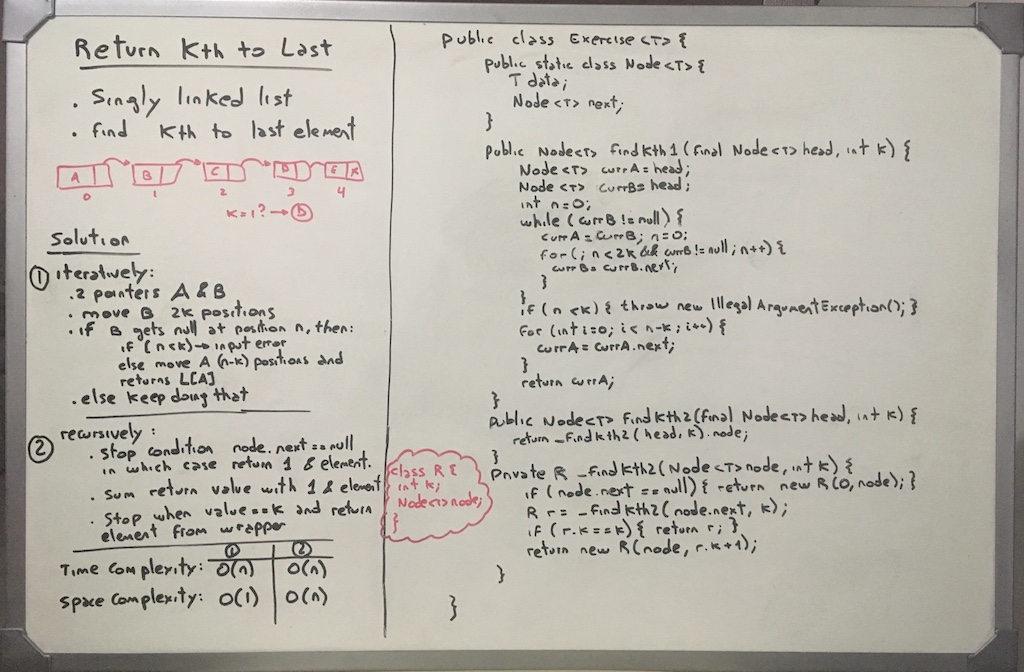 Return Kth to Last
. Singly linked list
. find Kth to last element
A B C D E
0 1 2 3 4
K=1? → D
Solution
① iteratively:
. 2 pointers A & B
. move B 2K positions
. if B gets null at position n, then:
if (n<k) → input error
else move A (n-k) positions and
returns L[A]
. else keep doing that
② recursively:
. stop condition node.next == null
in which case return 1 & element.
. sum return value with 1 & element
. Stop when value==k and return
element from wrapper
① ②
Time Complexity: O(n) O(n)
Space Complexity: O(1) O(n)
public class Exercise<T> {
public static class Node<T> {
T data;
Node<T> next;
}
public Node<T> findKth1(final Node<T> head, int k) {
Node<T> currA = head;
Node<T> currB = head;
int n=0;
while (currB != null) {
currA = currB; n=0;
for(; n<2k && currB != null; n++) {
currB = currB.next;
}
}
if (n<k) { throw new IllegalArgumentException(); }
for (int i=0; i<n-k; i++) {
currA = currA.next;
}
return currA;
}
public Node<T> findKth2(final Node<T> head, int k) {
return _findKth2(head, k).node;
}
class R {
int k;
Node<T> node;
}
Private R _findKth2(Node<T> node, int k) {
if (node.next == null) { return new R(0, node); }
R r = _findKth2(node.next, k);
if (r.k == k) { return r; }
return new R(node, r.k+1);
}
}